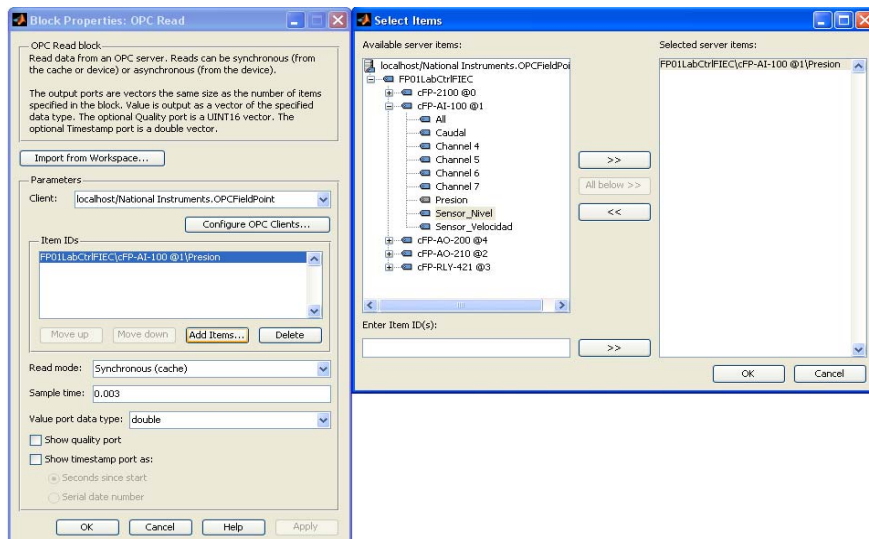 Block Properties: OPC Read
OPC Read block
Read data from an OPC server. Reads can be synchronous (from
the cache or device) or asynchronous (from the device).
The output ports are vectors the same size as the number of items
specified in the block. Value is output as a vector of the specified
data type. The optional Quality port is a UINT16 vector. The
optional Timestamp port is a double vector.
Import from Workspace...
Parameters
Client: localhost/National Instruments.OPCFieldPoint
Configure OPC Clients...
Item IDs
FP01LabCtrlFIEC\cFP-AI-100 @1\Presion
Move up Move down Add Items... Delete
Read mode: Synchronous (cache)
Sample time: 0.003
Value port data type: double
Show quality port
Show timestamp port as:
Seconds since start
Serial date number
OK Cancel Help Apply
Select Items
Available server items:
localhost/National Instruments.OPCFieldPoi
FP01LabCtrlFIEC
cFP-2100 @0
cFP-AI-100 @1
All
Caudal
Channel 4
Channel 5
Channel 6
Channel 7
Presion
Sensor_Nivel
Sensor_Velocidad
cFP-AO-200 @4
cFP-AO-210 @2
cFP-RLY-421 @3
>>
All below >>
<<
Selected server items:
FP01LabCtrlFIEC\cFP-AI-100 @1\Presion
Enter Item ID(s):
>>
OK Cancel